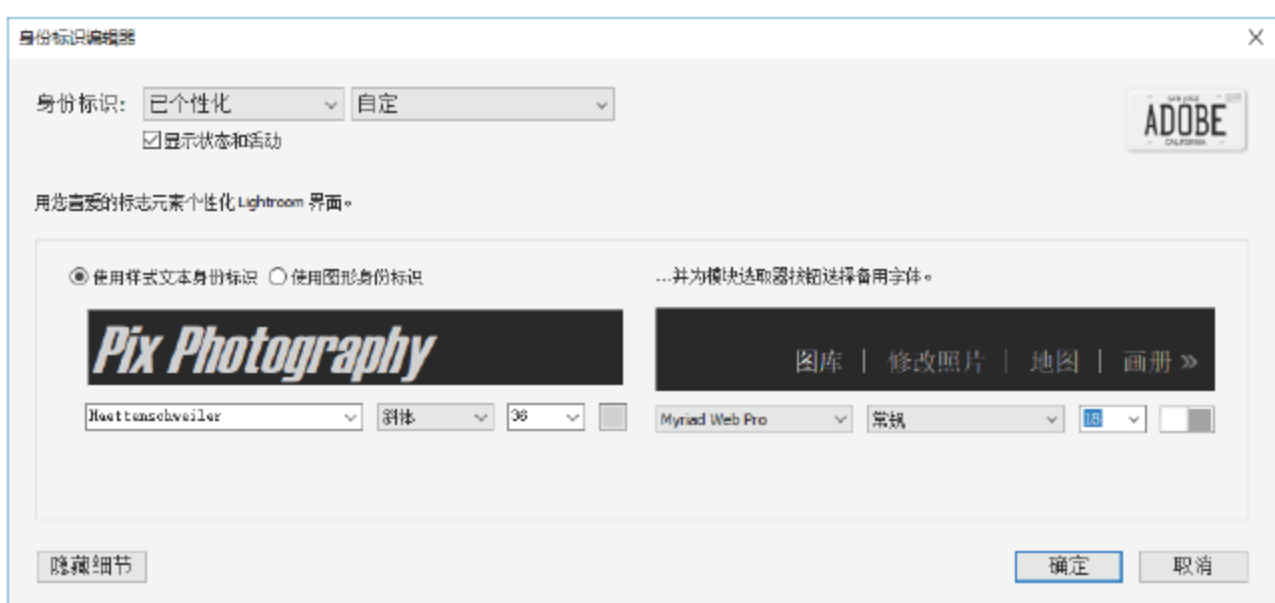 身份标识编辑器
身份标识: 已个性化 自定
显示状态和活动
SAN JOSE
ADOBE
CALIFORNIA
用您喜爱的标志元素个性化 Lightroom 界面。
使用样式文本身份标识 使用图形身份标识
...并为模块选取器按钮选择备用字体。
Pix Photography
图库 | 修改照片 | 地图 | 画册 »
Haettenschweiler 斜体 36
Myriad Web Pro 常规 18
隐藏细节 确定 取消